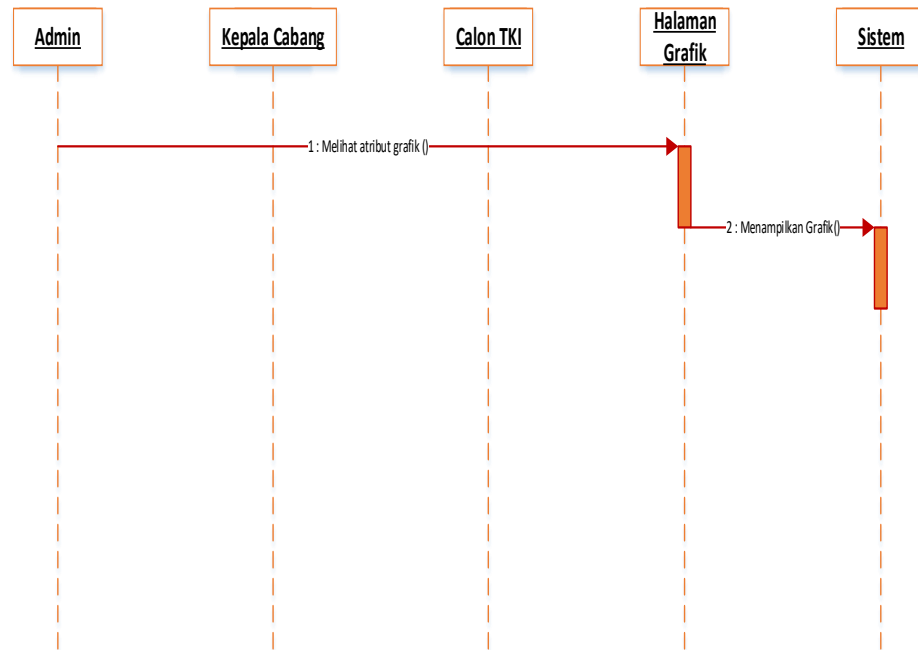 Admin
Kepala Cabang
Calon TKI
Halaman
Grafik
Sistem
1 : Melihat atribut grafik ()
2 : Menampilkan Grafik()